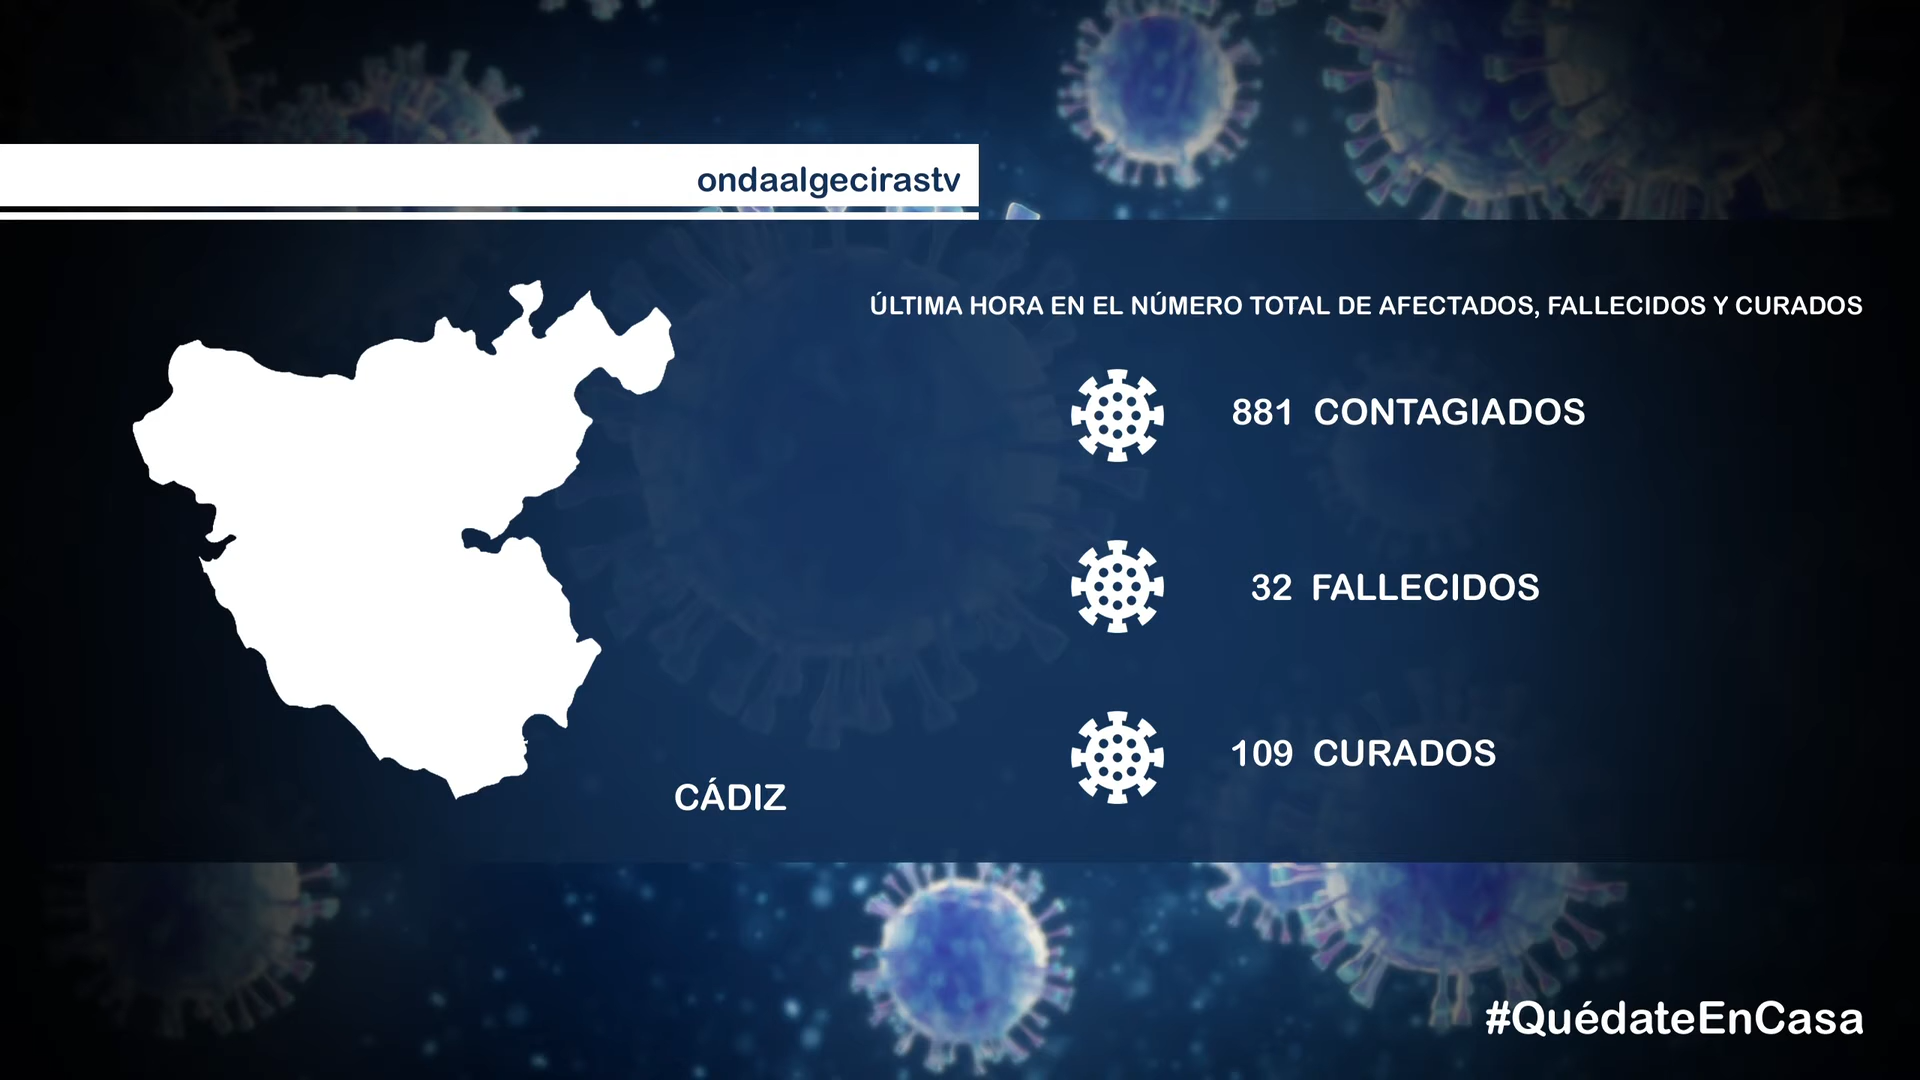 ondaalgecirastv
ÚLTIMA HORA EN EL NÚMERO TOTAL DE AFECTADOS, FALLECIDOS Y CURADOS
881 CONTAGIADOS
32 FALLECIDOS
109 CURADOS
CÁDIZ
#QuédateEnCasa